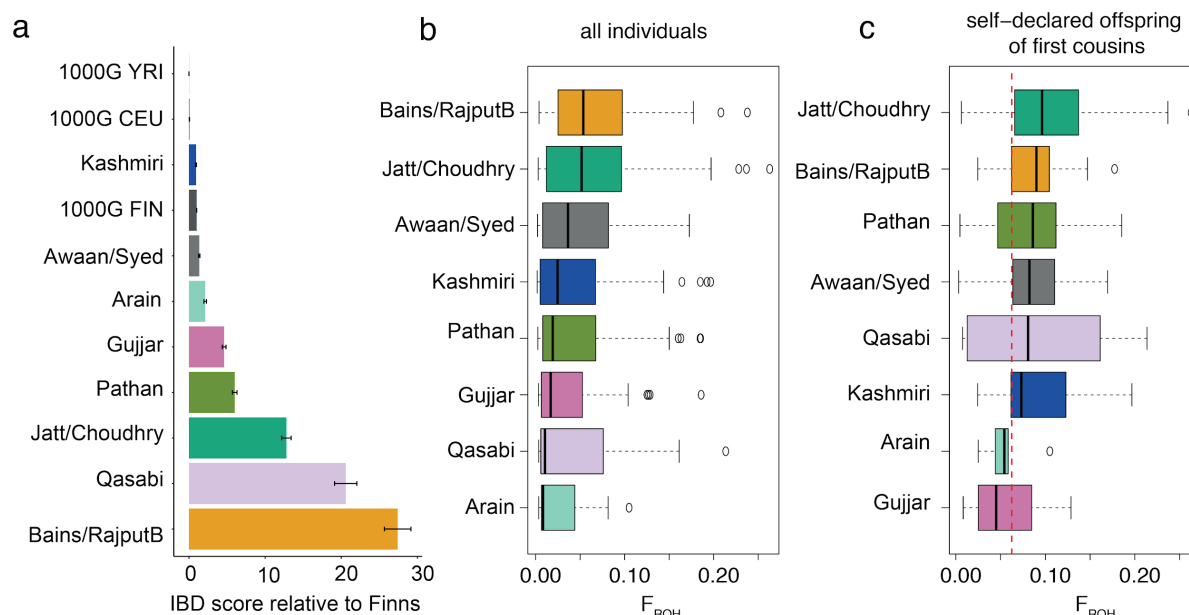 a
1000G YRI
1000G CEU
Kashmiri
1000G FIN
Awaan/Syed
Arain
Gujjar
Pathan
Jatt/Choudhry
Qasabi
Bains/RajputB
0
10
20
30
IBD score relative to Finns
b
all individuals
Bains/RajputB
Jatt/Choudhry
Awaan/Syed
Kashmiri
Pathan
Gujjar
Qasabi
Arain
0.00
0.10
0.20
F
c
self–declared offspring
of first cousins
Jatt/Choudhry
Bains/RajputB
Pathan
Awaan/Syed
Qasabi
Kashmiri
Arain
Gujjar
0.00
0.10
0.20
F